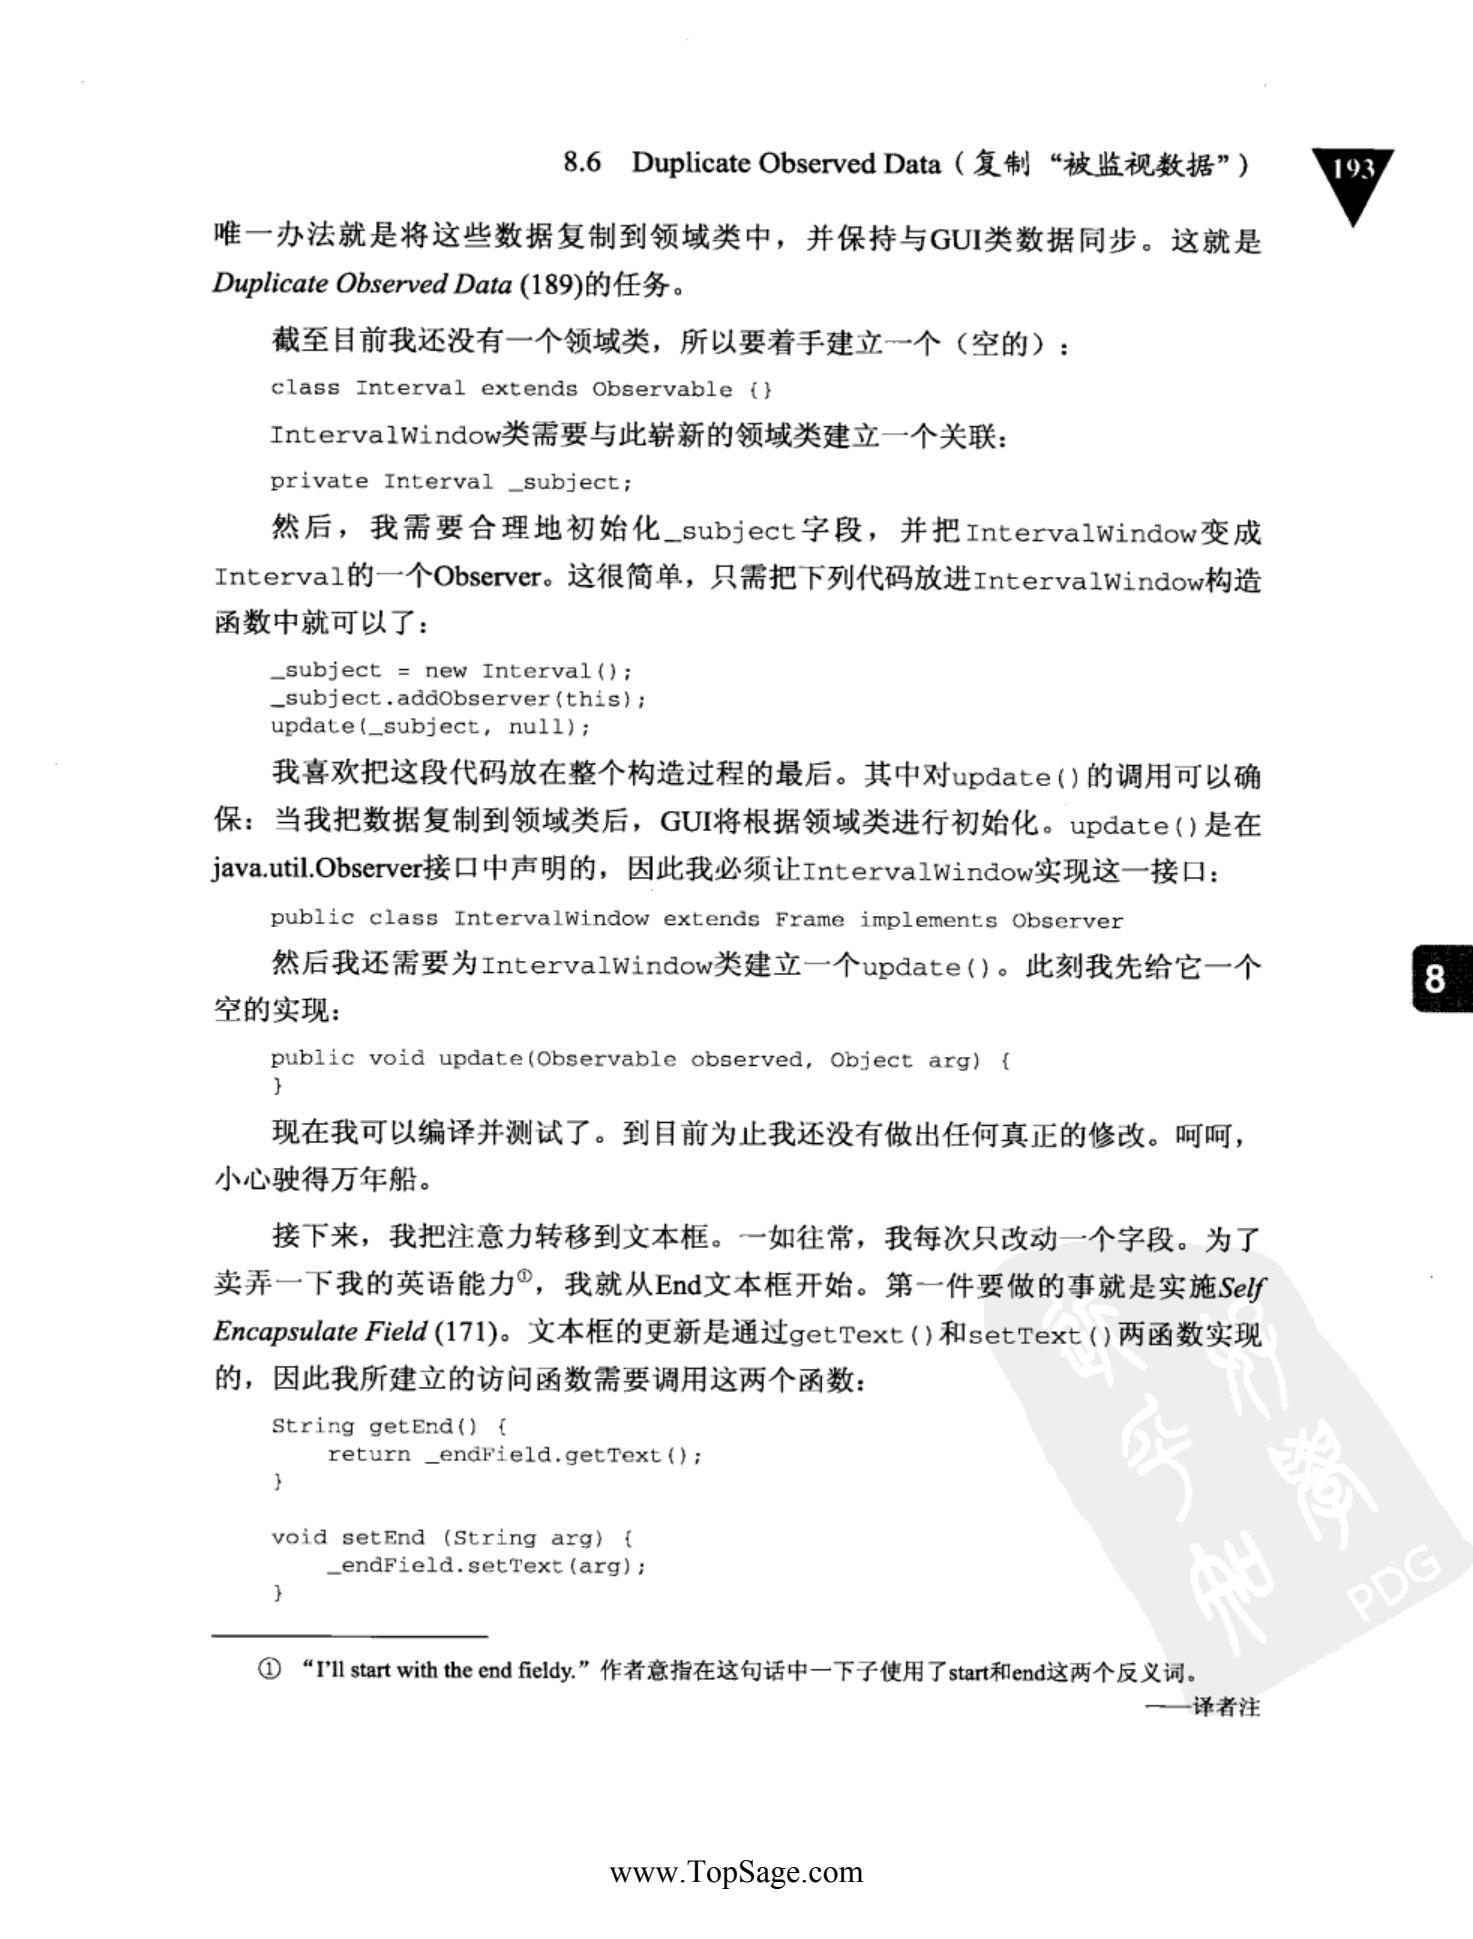 8.6 Duplicate Observed Data（复制“被监视数据”）
193
唯一办法就是将这些数据复制到领域类中，并保持与GUI类数据同步。这就是
Duplicate Observed Data (189)的任务。
截至目前我还没有一个领域类，所以要着手建立一个（空的）：
class Interval extends Observable {}
IntervalWindow类需要与此崭新的领域类建立一个关联：
private Interval _subject;
然后，我需要合理地初始化_subject字段，并把IntervalWindow变成
Interval的一个Observer。这很简单，只需把下列代码放进IntervalWindow构造
函数中就可以了：
_subject = new Interval();
_subject.addObserver(this);
update(_subject, null);
我喜欢把这段代码放在整个构造过程的最后。其中对update()的调用可以确
保：当我把数据复制到领域类后，GUI将根据领域类进行初始化。update()是在
java.util.Observer接口中声明的，因此我必须让IntervalWindow实现这一接口：
public class IntervalWindow extends Frame implements Observer
然后我还需要为IntervalWindow类建立一个update()。此刻我先给它一个
空的实现：
8
public void update(Observable observed, Object arg) {
}
现在我可以编译并测试了。到目前为止我还没有做出任何真正的修改。呵呵，
小心驶得万年船。
接下来，我把注意力转移到文本框。一如往常，我每次只改动一个字段。为了
卖弄一下我的英语能力①，我就从End文本框开始。第一件要做的事就是实施Self
Encapsulate Field (171)。文本框的更新是通过getText()和setText()两函数实现
的，因此我所建立的访问函数需要调用这两个函数：
String getEnd() {
return _endField.getText();
}
void setEnd (String arg) {
_endField.setText(arg);
}
PDG
① “I'll start with the end fieldy.”作者意指在这句话中一下子使用了start和end这两个反义词。
——译者注
www.TopSage.com